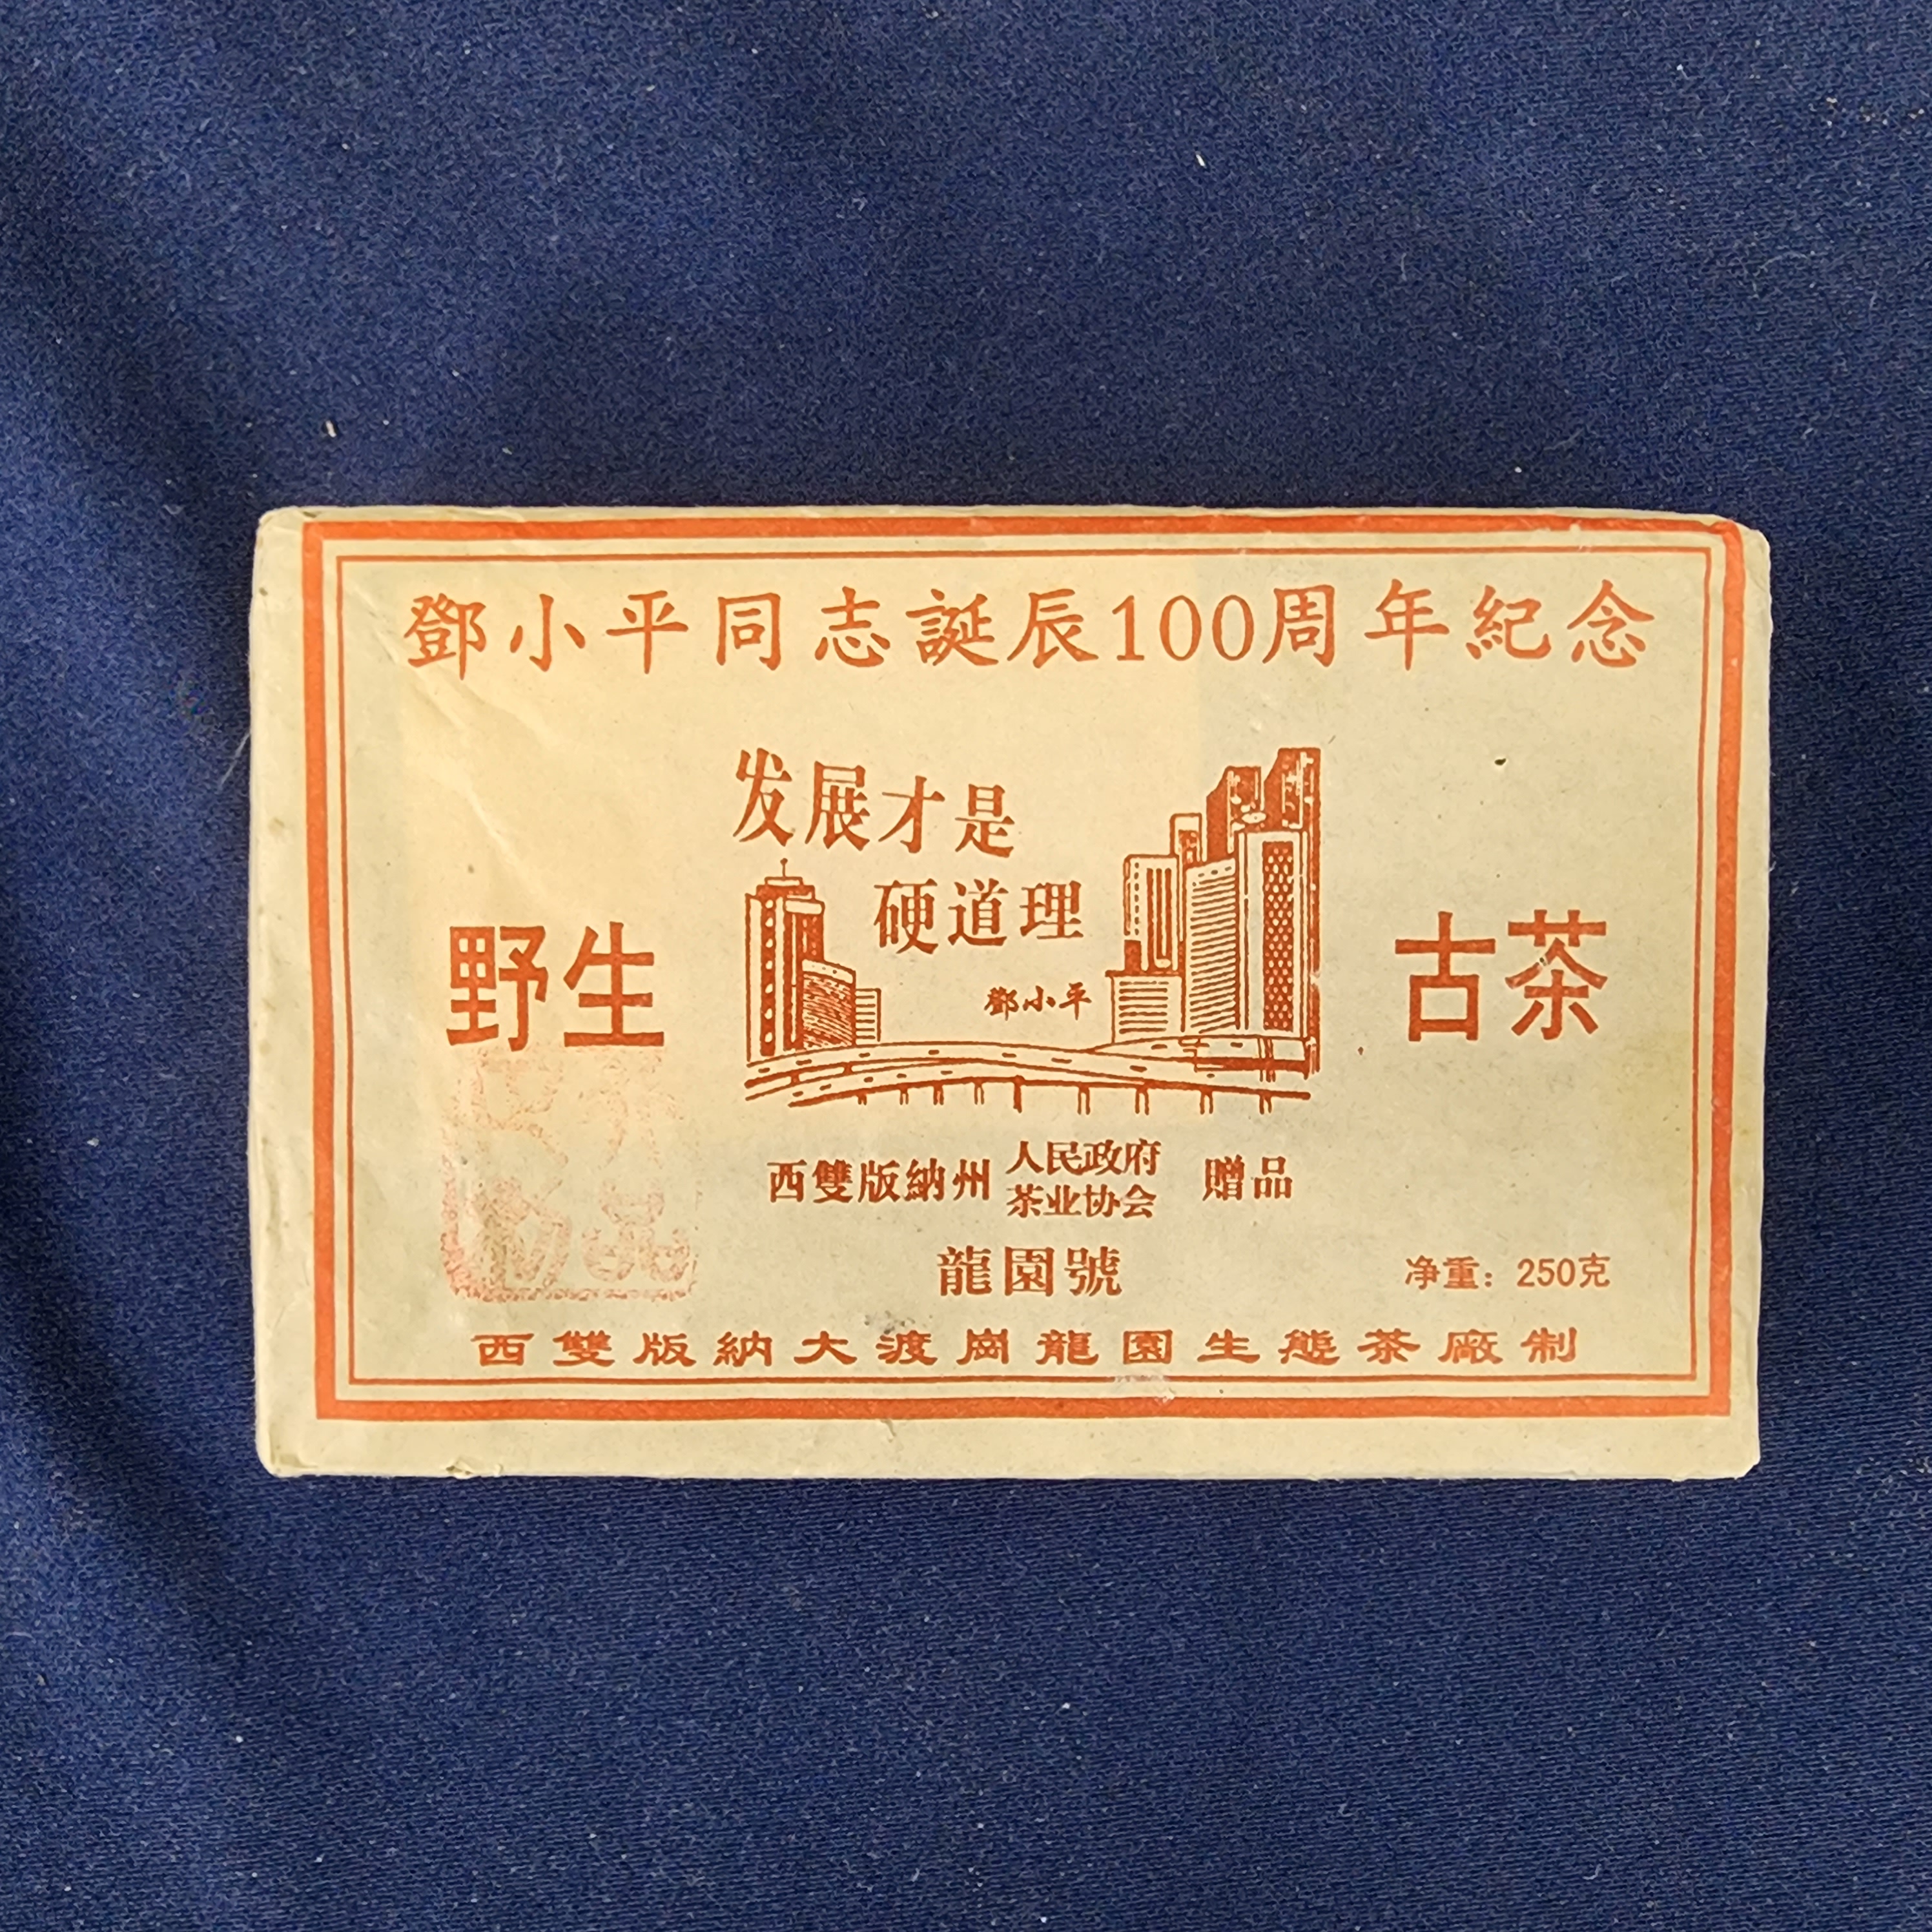 鄧小平同志誕辰100周年紀念
发展才是
硬道理
鄧小平
野生
古茶
西雙版納州 人民政府 茶业协会 赠品
龍園號
净重：250克
西雙版納大渡崗龍園生態茶廠制